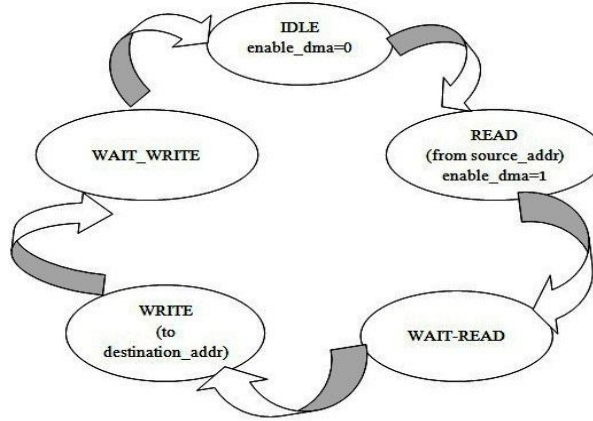 IDLE
enable_dma=0
READ
(from source_addr)
enable_dma=1
WAIT-READ
WRITE
(to
destination_addr)
WAIT_WRITE